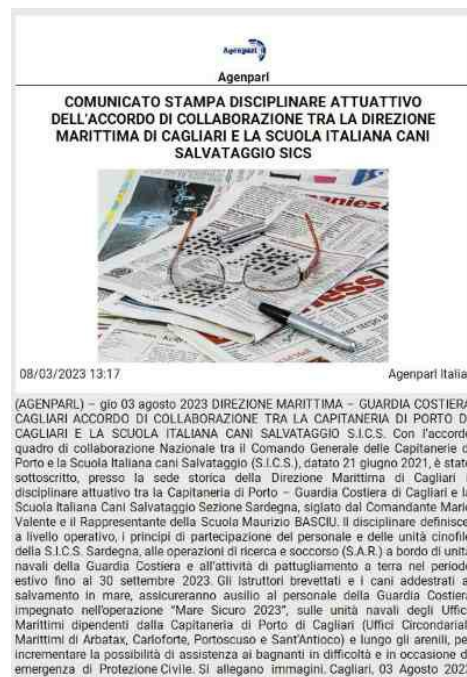 Agenparl
Agenparl
COMUNICATO STAMPA DISCIPLINARE ATTUATTIVO
DELL'ACCORDO DI COLLABORAZIONE TRA LA DIREZIONE
MARITTIMA DI CAGLIARI E LA SCUOLA ITALIANA CANI
SALVATAGGIO SICS
08/03/2023 13:17
Agenparl Italia
(AGENPARL) – gio 03 agosto 2023 DIREZIONE MARITTIMA – GUARDIA COSTIERA
CAGLIARI ACCORDO DI COLLABORAZIONE TRA LA CAPITANERIA DI PORTO D
CAGLIARI E LA SCUOLA ITALIANA CANI SALVATAGGIO S.I.C.S. Con l'accordo
quadro di collaborazione Nazionale tra il Comando Generale delle Capitanerie d
Porto e la Scuola Italiana cani Salvataggio (S.I.C.S.), datato 21 giugno 2021, è stat
sottoscritto, presso la sede storica della Direzione Marittima di Cagliari i
disciplinare attuativo tra la Capitaneria di Porto – Guardia Costiera di Cagliari e la
Scuola Italiana Cani Salvataggio Sezione Sardegna, siglato dal Comandante Mario
Valente e il Rappresentante della Scuola Maurizio BASCIU. Il disciplinare definisce
a livello operativo, i principi di partecipazione del personale e delle unità cinofile
della S.I.C.S. Sardegna, alle operazioni di ricerca e soccorso (S.A.R.) a bordo di unità
navali della Guardia Costiera e all'attività di pattugliamento a terra nel periodo
estivo fino al 30 settembre 2023. Gli Istruttori brevettati e i cani addestrati a
salvamento in mare, assicureranno ausilio al personale della Guardia Costiera
impegnato nell'operazione "Mare Sicuro 2023", sulle unità navali degli Uffic
Marittimi dipendenti dalla Capitaneria di Porto di Cagliari (Uffici Circondarial
Marittimi di Arbatax, Carloforte, Portoscuso e Sant'Antioco) e lungo gli arenili, pe
incrementare la possibilità di assistenza ai bagnanti in difficoltà e in occasione d
emergenza di Protezione Civile. Si allegano immagini. Cagliari, 03 Agosto 2023